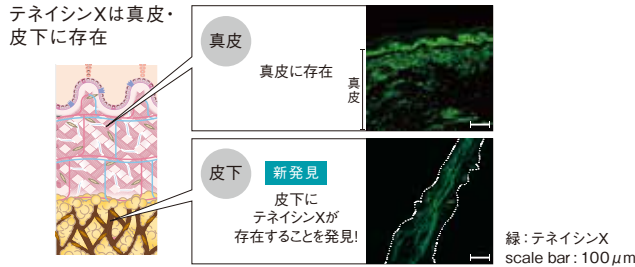 テネイシンXは真皮・
皮下に存在
真皮
真皮に存在
真皮
皮下
新発見
皮下に
テネイシンXが
存在することを発見!
緑：テネイシンX
scale bar : 100μm